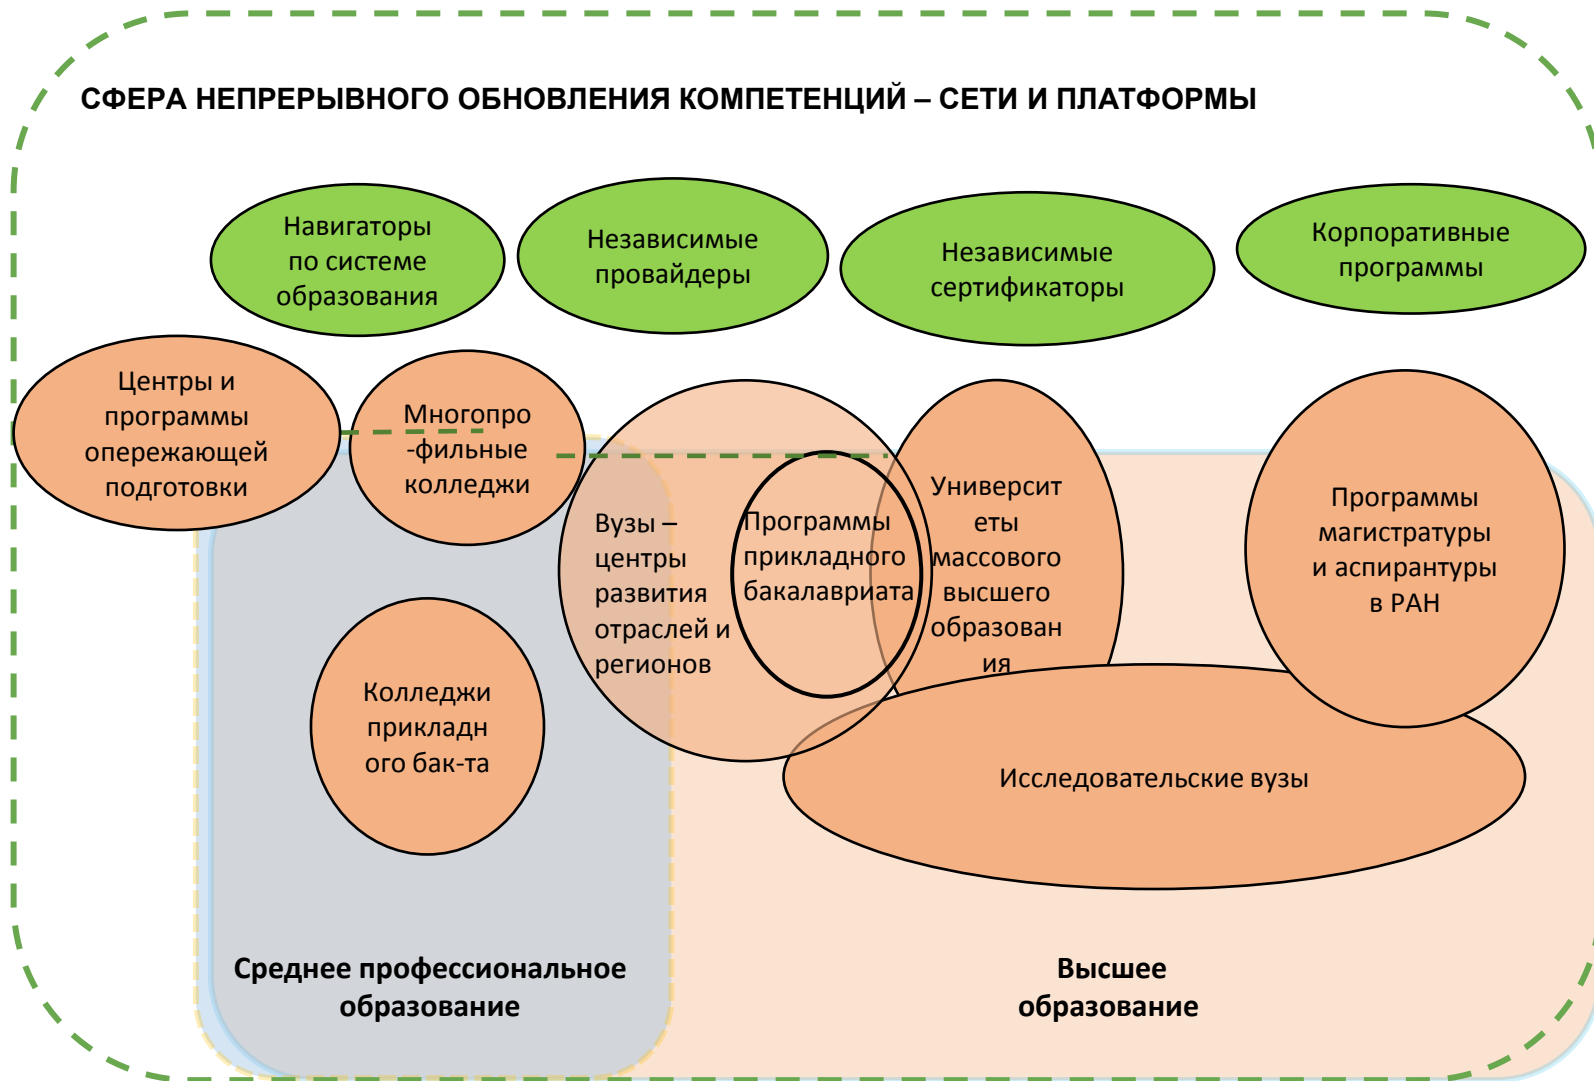 СФЕРА НЕПРЕРЫВНОГО ОБНОВЛЕНИЯ КОМПЕТЕНЦИЙ – СЕТИ И ПЛАТФОРМЫ
Навигаторы
по системе
образования
Независимые
провайдеры
Независимые
сертификаторы
Корпоративные
программы
Центры и
программы
опережающей
подготовки
Многопро
-фильные
колледжи
Вузы –
центры
развития
отраслей и
регионов
Программы
прикладного
бакалавриата
Университ
еты
массового
высшего
образован
ия
Программы
магистратуры
и аспирантуры
в РАН
Колледжи
прикладн
ого бак-та
Исследовательские вузы
Среднее профессиональное
образование
Высшее
образование